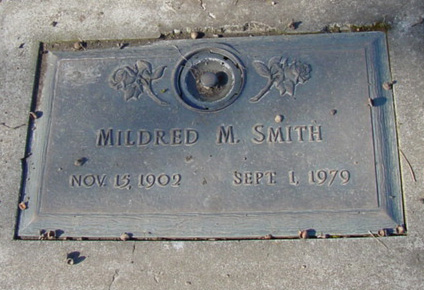 MILDRED M. SMITH
NOV. 15, 1902 SEPT 1, 1979